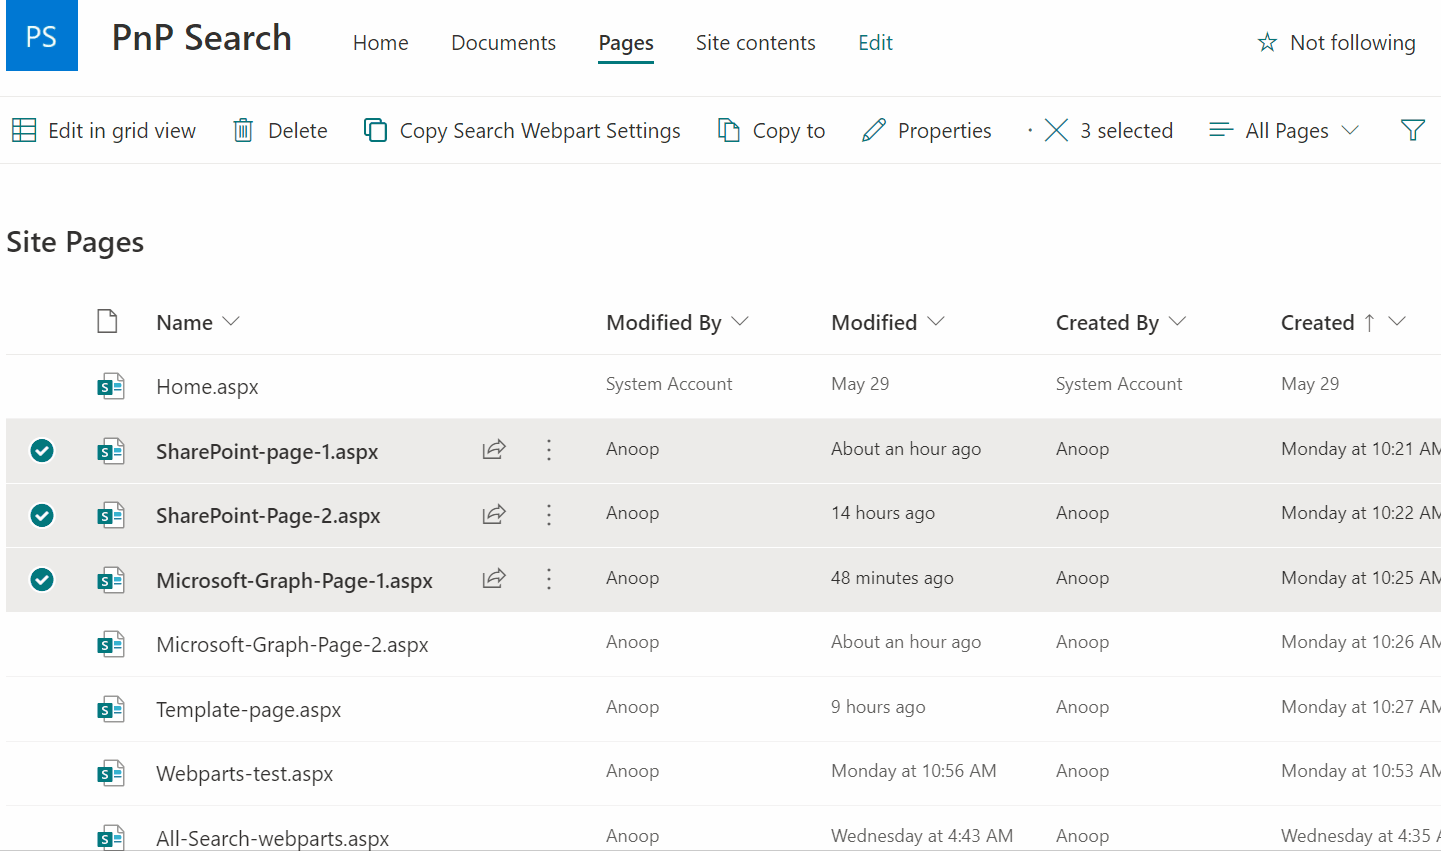 PS PnP Search Home Documents Pages Site contents Edit Not following
Edit in grid view Delete Copy Search Webpart Settings Copy to Properties 3 selected All Pages
Site Pages
Name Modified By Modified Created By Created ↑
Home.aspx System Account May 29 System Account May 29
SharePoint-page-1.aspx Anoop About an hour ago Anoop Monday at 10:21 AM
SharePoint-Page-2.aspx Anoop 14 hours ago Anoop Monday at 10:22 AM
Microsoft-Graph-Page-1.aspx Anoop 48 minutes ago Anoop Monday at 10:25 AM
Microsoft-Graph-Page-2.aspx Anoop About an hour ago Anoop Monday at 10:26 AM
Template-page.aspx Anoop 9 hours ago Anoop Monday at 10:27 AM
Webparts-test.aspx Anoop Monday at 10:56 AM Anoop Monday at 10:53 AM
All-Search-webparts.aspx Anoop Wednesday at 4:43 AM Anoop Wednesday at 4:35